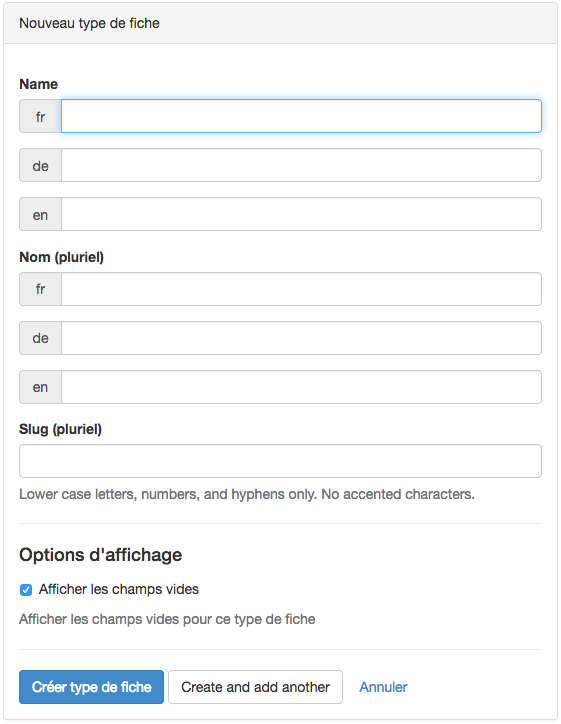 Nouveau type de fiche
Name
fr
de
en
Nom (pluriel)
fr
de
en
Slug (pluriel)
Lower case letters, numbers, and hyphens only. No accented characters.
Options d'affichage
Afficher les champs vides
Afficher les champs vides pour ce type de fiche
Créer type de fiche Create and add another Annuler